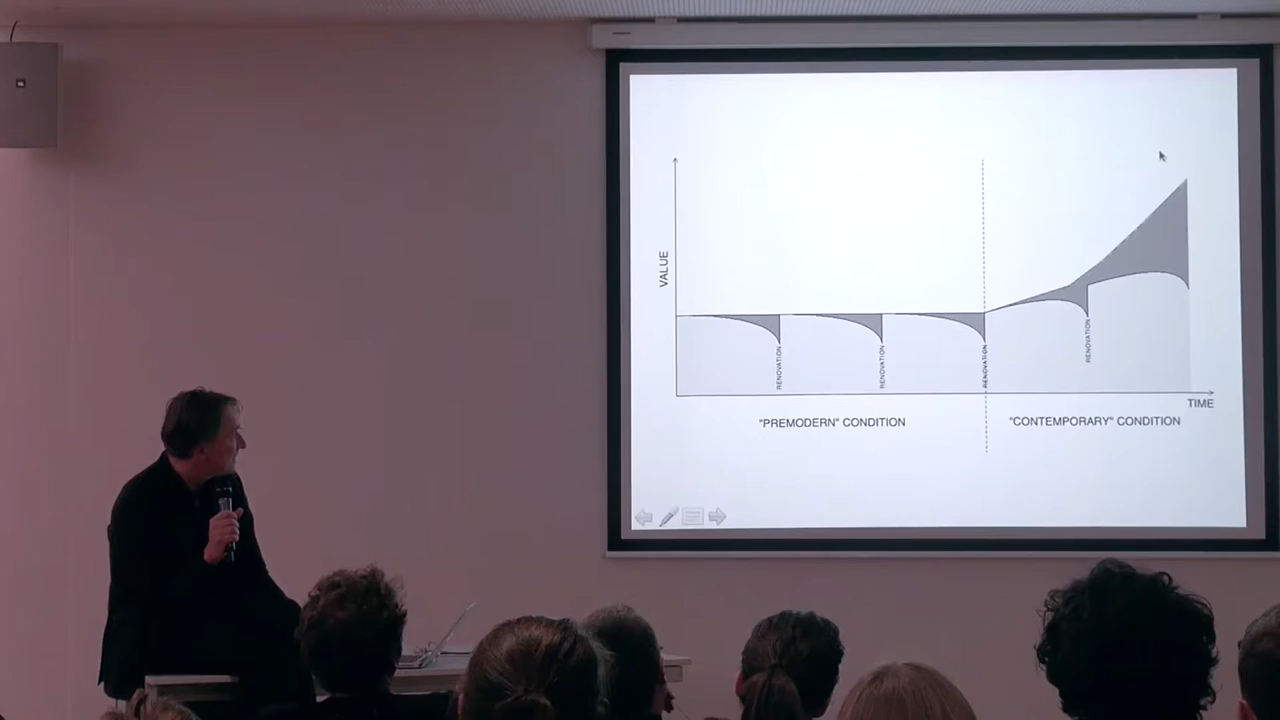 VALUE
RENOVATION
RENOVATION
RENOVATION
RENOVATION
TIME
"PREMODERN" CONDITION
"CONTEMPORARY" CONDITION